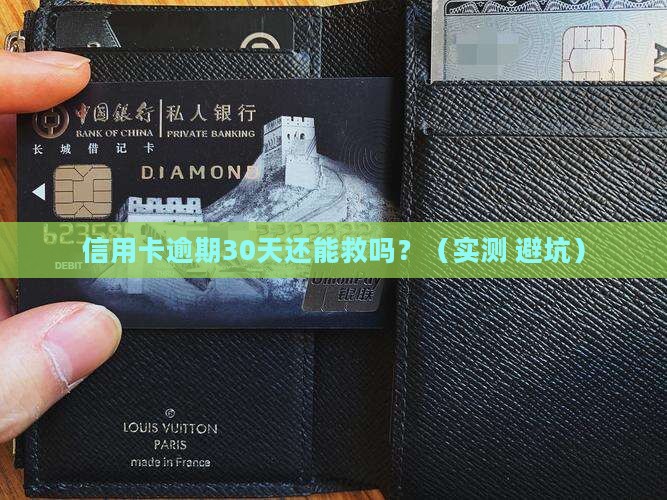 中国银行 私人银行
BANK OF CHINA PRIVATE BANKING
长城借记卡
DIAMOND
信用卡逾期30天还能救吗？（实测 避坑）
DEBIT
UnionPay
银联
LOUIS VUITTON
PARIS
made in France